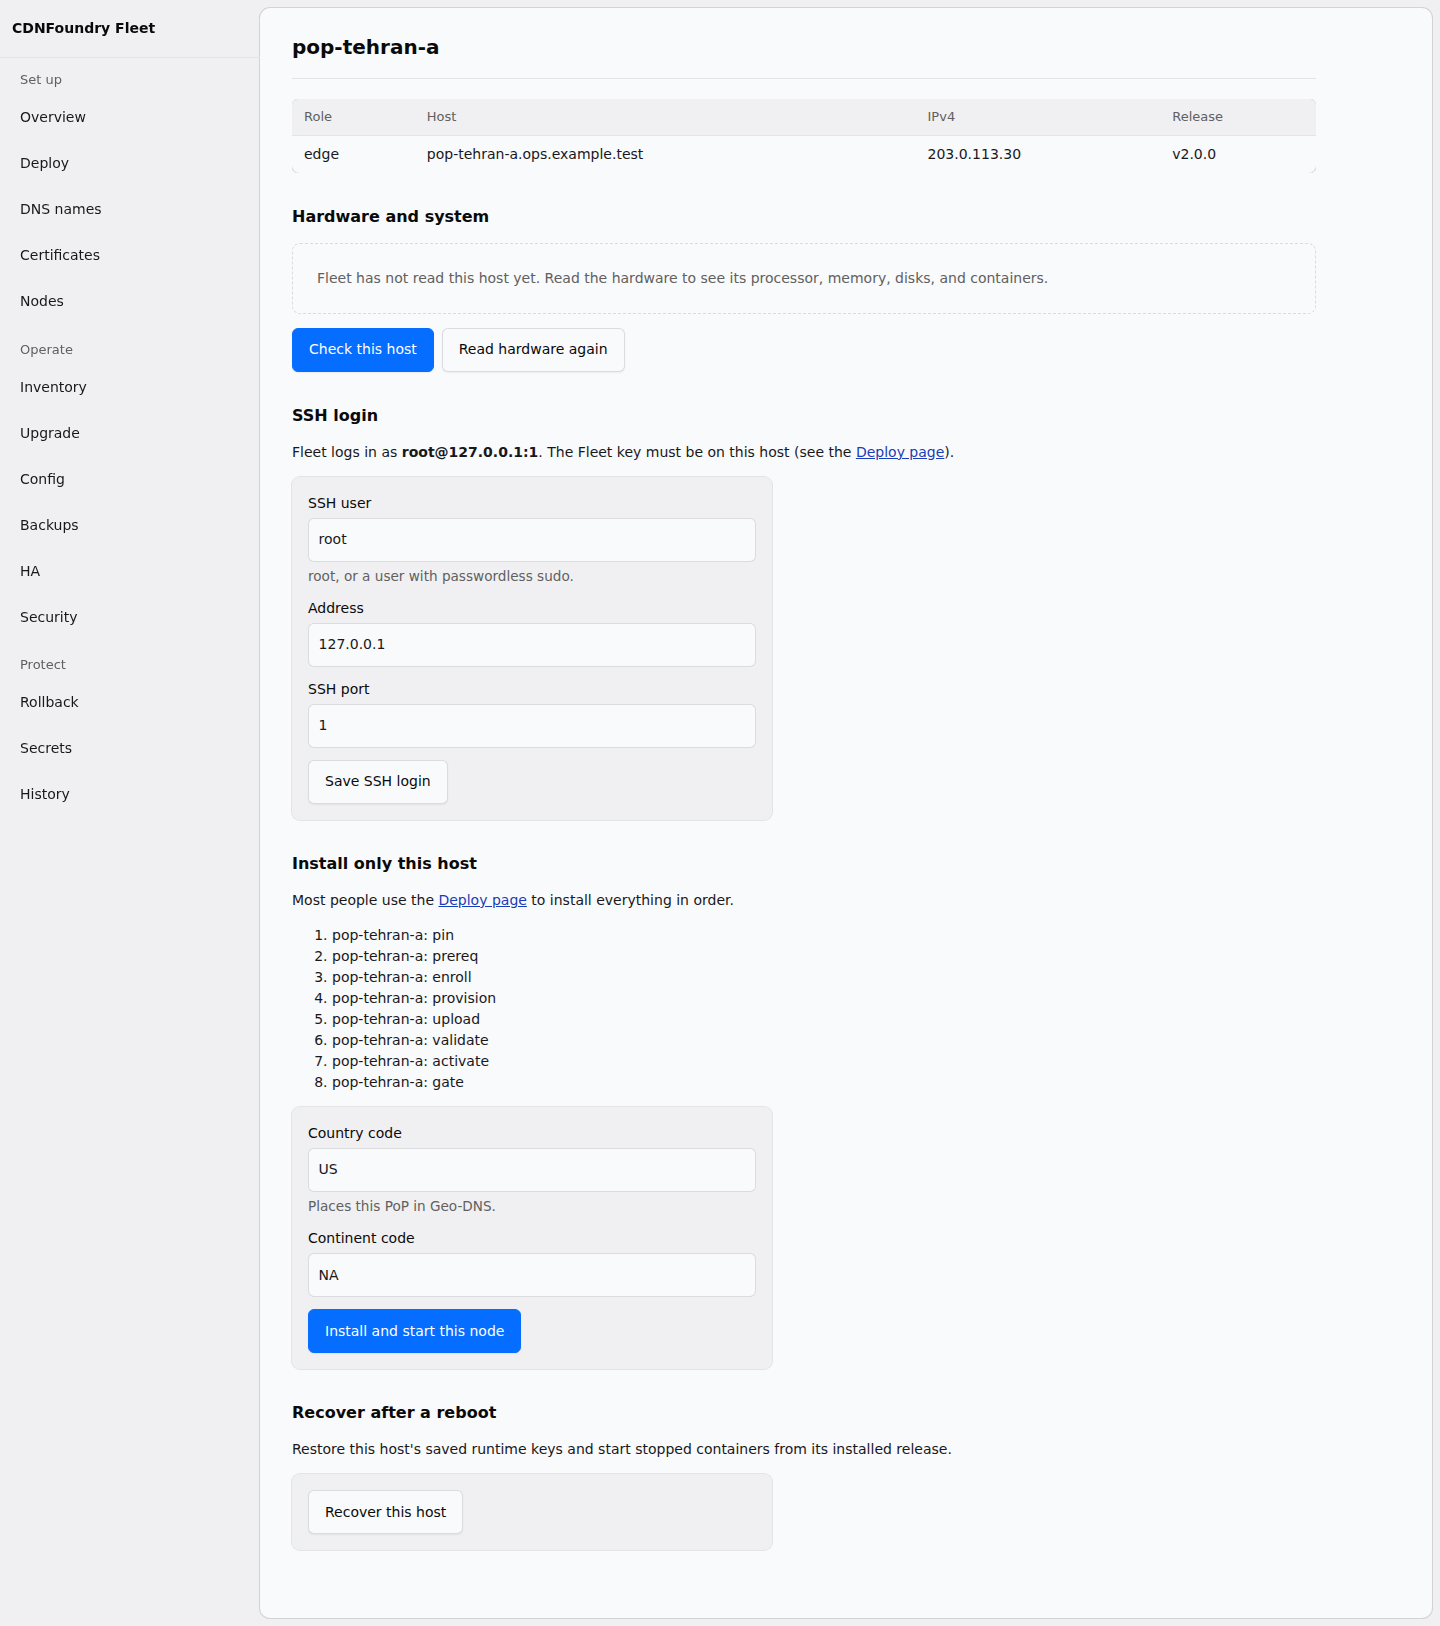 CDNFoundry Fleet
Set up
Overview
Deploy
DNS names
Certificates
Nodes
Operate
Inventory
Upgrade
Config
Backups
HA
Security
Protect
Rollback
Secrets
History
pop-tehran-a
Role Host IPv4 Release
edge pop-tehran-a.ops.example.test 203.0.113.30 v2.0.0
Hardware and system
Fleet has not read this host yet. Read the hardware to see its processor, memory, disks, and containers.
Check this host Read hardware again
SSH login
Fleet logs in as root@127.0.0.1:1. The Fleet key must be on this host (see the Deploy page).
SSH user
root
root, or a user with passwordless sudo.
Address
127.0.0.1
SSH port
1
Save SSH login
Install only this host
Most people use the Deploy page to install everything in order.
1. pop-tehran-a: pin
2. pop-tehran-a: prereq
3. pop-tehran-a: enroll
4. pop-tehran-a: provision
5. pop-tehran-a: upload
6. pop-tehran-a: validate
7. pop-tehran-a: activate
8. pop-tehran-a: gate
Country code
US
Places this PoP in Geo-DNS.
Continent code
NA
Install and start this node
Recover after a reboot
Restore this host's saved runtime keys and start stopped containers from its installed release.
Recover this host